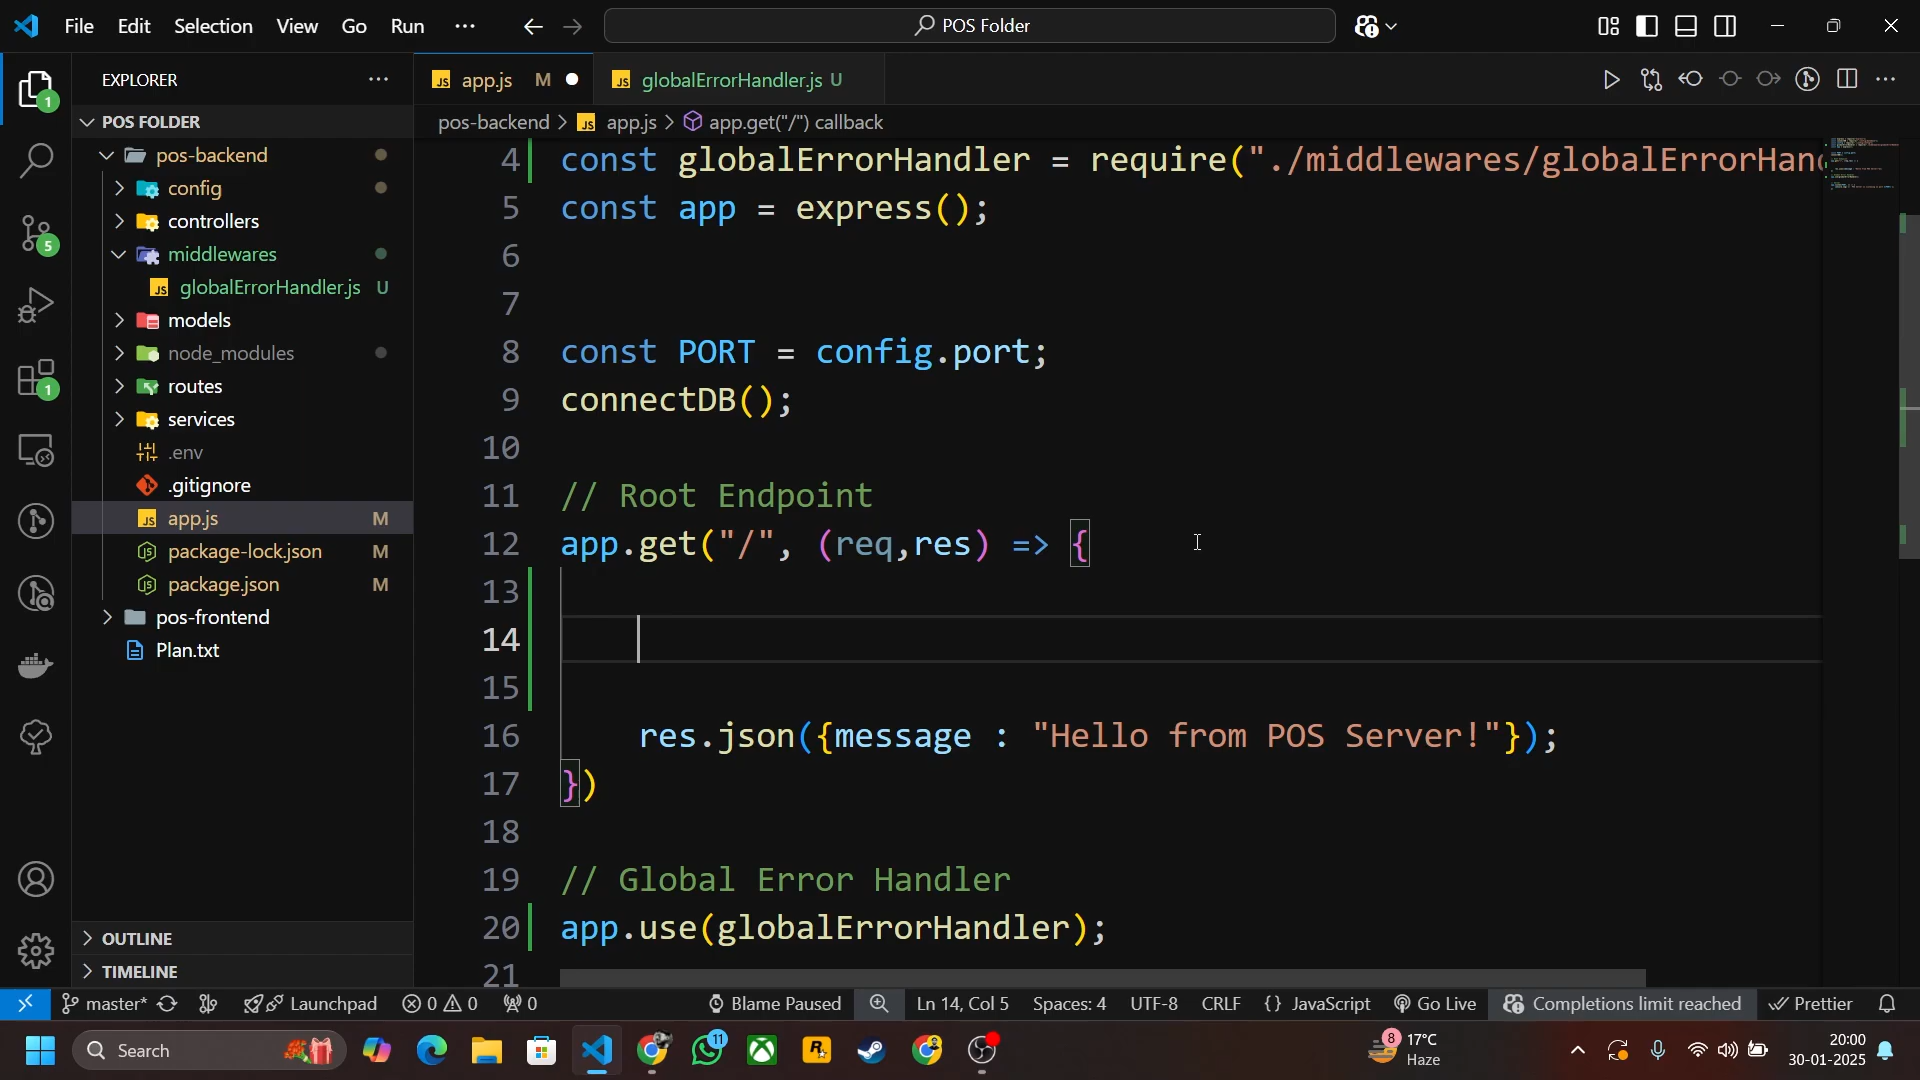 File Edit Selection View Go Run ··· POS Folder
EXPLORER ···
app.js M
globalErrorHandler.js U
POS FOLDER
pos-backend > app.js > app.get("/") callback
pos-backend
config
controllers
middlewares
globalErrorHandler.js U
models
node_modules
routes
services
.env
.gitignore
app.js M
package-lock.json M
package.json M
pos-frontend
Plan.txt
OUTLINE
TIMELINE
1
5
1
4 const globalErrorHandler = require("./middlewares/globalErrorHan
5 const app = express();
6
7
8 const PORT = config.port;
9 connectDB();
10
11 // Root Endpoint
12 app.get("/", (req,res) => {
13
14
15
16 res.json({message : "Hello from POS Server!"});
17 })
18
19 // Global Error Handler
20 app.use(globalErrorHandler);
21
master* Launchpad 0 0 0 Blame Paused Ln 14, Col 5 Spaces: 4 UTF-8 CRLF {} JavaScript Go Live Completions limit reached Prettier
Search
11
8
17°C
Haze
20:00
30-01-2025